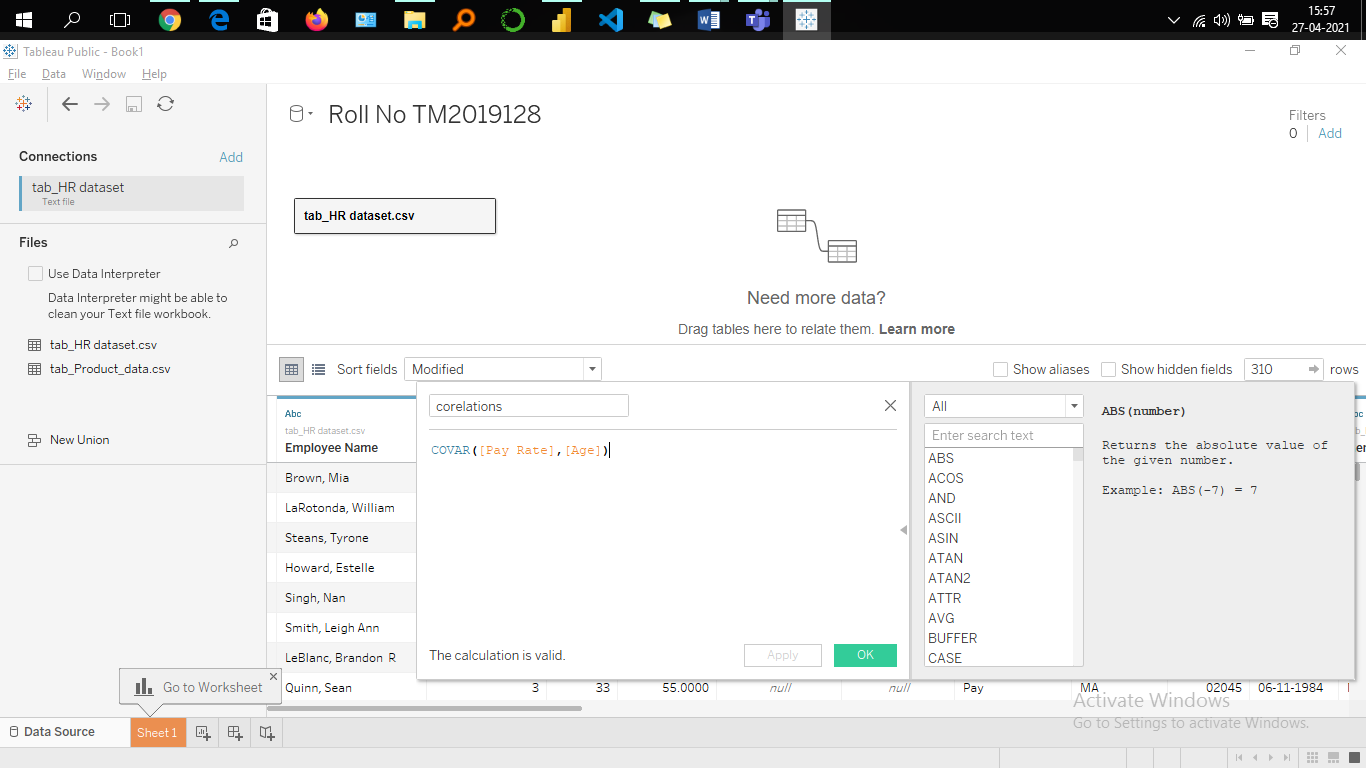 15:57
27-04-2021
Tableau Public - Book1
File Data Window Help
Roll No TM2019128
Filters
0 Add
Connections Add
tab_HR dataset
Text file
tab_HR dataset.csv
Files
Use Data Interpreter
Data Interpreter might be able to
clean your Text file workbook.
tab_HR dataset.csv
tab_Product_data.csv
New Union
Need more data?
Drag tables here to relate them. Learn more
Sort fields Modified Show aliases Show hidden fields 310 rows
Abc
tab_HR dataset.csv
Employee Name
Brown, Mia
LaRotonda, William
Steans, Tyrone
Howard, Estelle
Singh, Nan
Smith, Leigh Ann
LeBlanc, Brandon R
Quinn, Sean 3 33 55.0000 null null Pay MA 02045 06-11-1984
corelations
COVAR([Pay Rate],[Age])
The calculation is valid.
Apply OK
All
Enter search text
ABS
ACOS
AND
ASCII
ASIN
ATAN
ATAN2
ATTR
AVG
BUFFER
CASE
ABS(number)
Returns the absolute value of
the given number.
Example: ABS(-7) = 7
Go to Worksheet
Activate Windows
Go to Settings to activate Windows.
Data Source Sheet 1